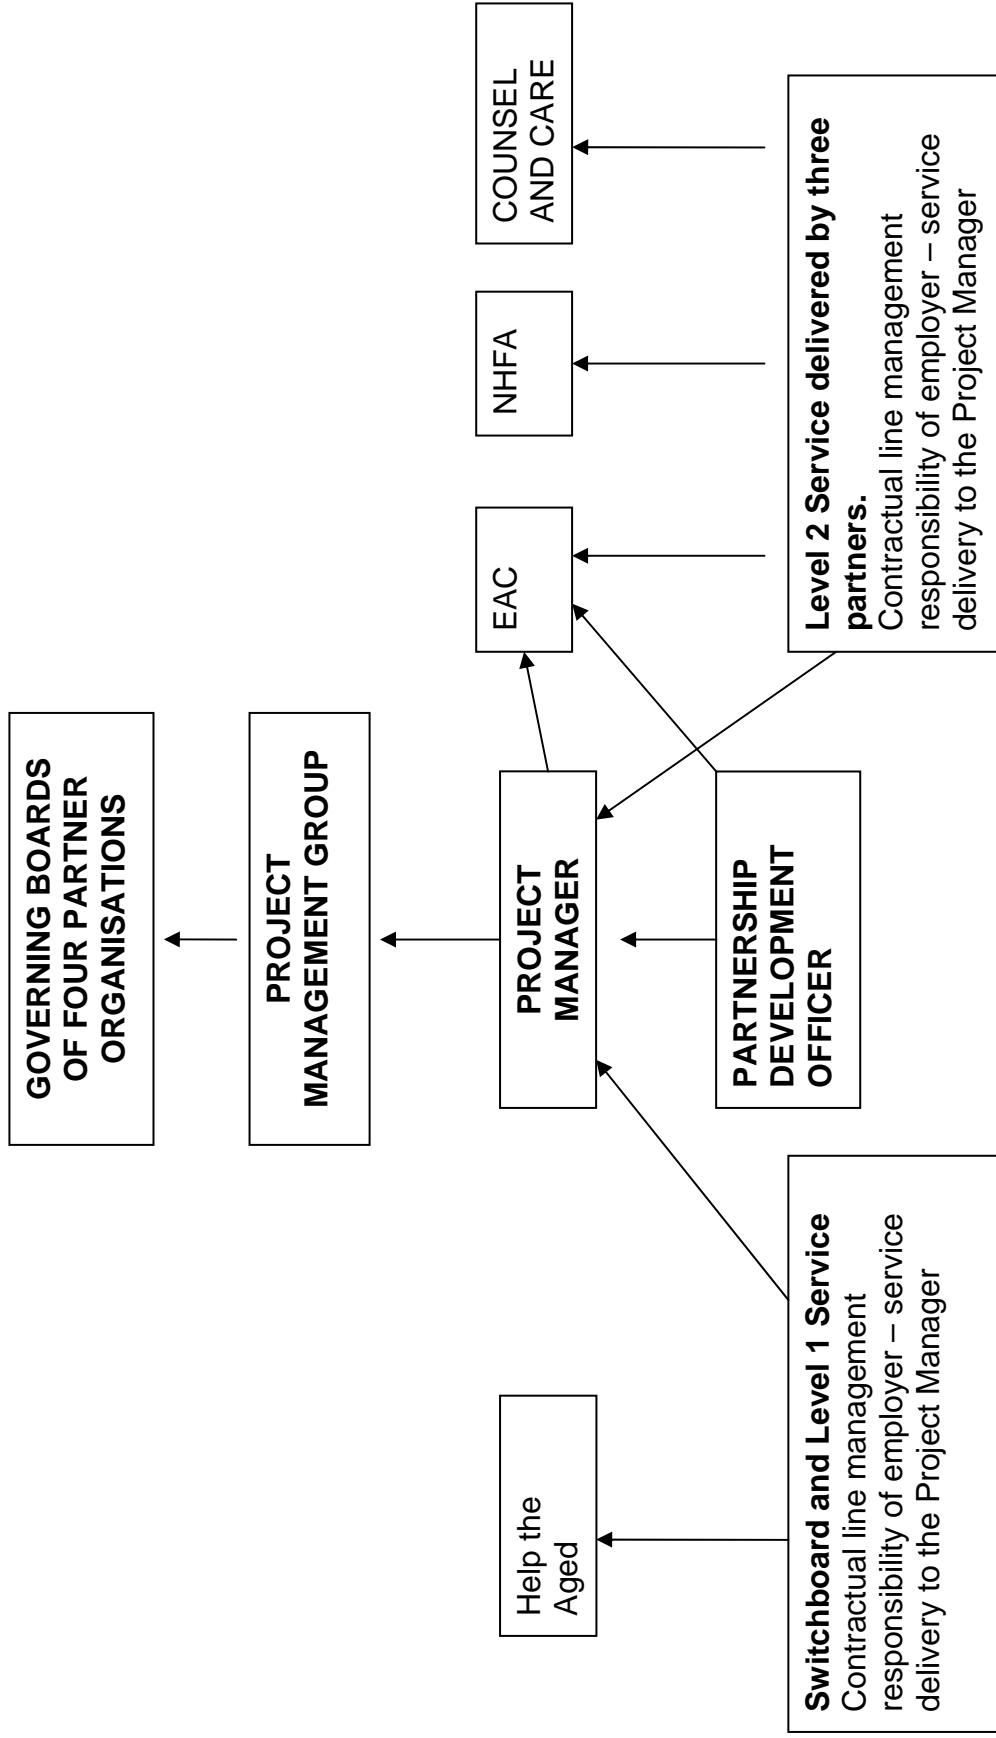 GOVERNING BOARDS
OF FOUR PARTNER
ORGANISATIONS
PROJECT
MANAGEMENT GROUP
Help the
Aged
PROJECT
MANAGER
EAC
NHFA
COUNSEL
AND CARE
PARTNERSHIP
DEVELOPMENT
OFFICER
Switchboard and Level 1 Service
Contractual line management
responsibility of employer – service
delivery to the Project Manager
Level 2 Service delivered by three
partners.
Contractual line management
responsibility of employer – service
delivery to the Project Manager